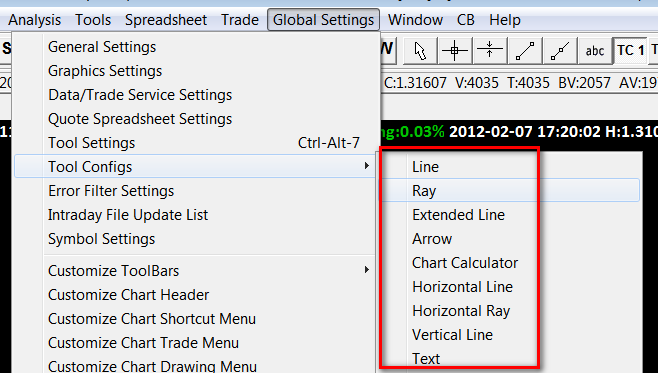 Analysis Tools Spreadsheet Trade Global Settings Window CB Help
General Settings
abc TC 1
Graphics Settings
C:1.31607 V:4035 T:4035 BV:2057 AV:19
Data/Trade Service Settings
Quote Spreadsheet Settings
ng:0.03% 2012-02-07 17:20:02 H:1.310
Tool Settings Ctrl-Alt-7
Tool Configs
Line
Error Filter Settings
Ray
Intraday File Update List
Extended Line
Symbol Settings
Arrow
Customize ToolBars
Chart Calculator
Customize Chart Header
Horizontal Line
Customize Chart Shortcut Menu
Horizontal Ray
Customize Chart Trade Menu
Vertical Line
Customize Chart Drawing Menu
Text